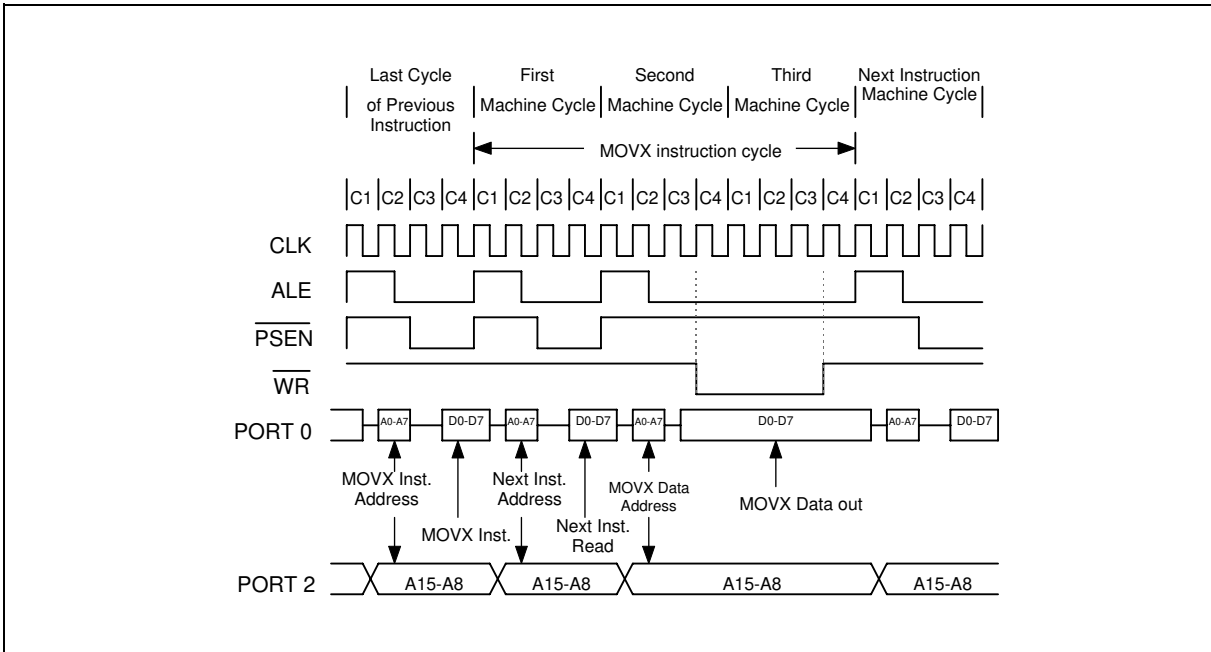 Last Cycle First Second Third Next Instruction
of Previous Machine Cycle Machine Cycle Machine Cycle Machine Cycle
Instruction
MOVX instruction cycle
C1 C2 C3 C4 C1 C2 C3 C4 C1 C2 C3 C4 C1 C2 C3 C4 C1 C2 C3 C4
CLK
ALE
PSEN
WR
PORT 0 A0-A7 D0-D7 A0-A7 D0-D7 A0-A7 D0-D7 A0-A7 D0-D7
MOVX Inst. Next Inst. MOVX Data
Address Address Address MOVX Data out
MOVX Inst. Next Inst.
Read
PORT 2 A15-A8 A15-A8 A15-A8 A15-A8